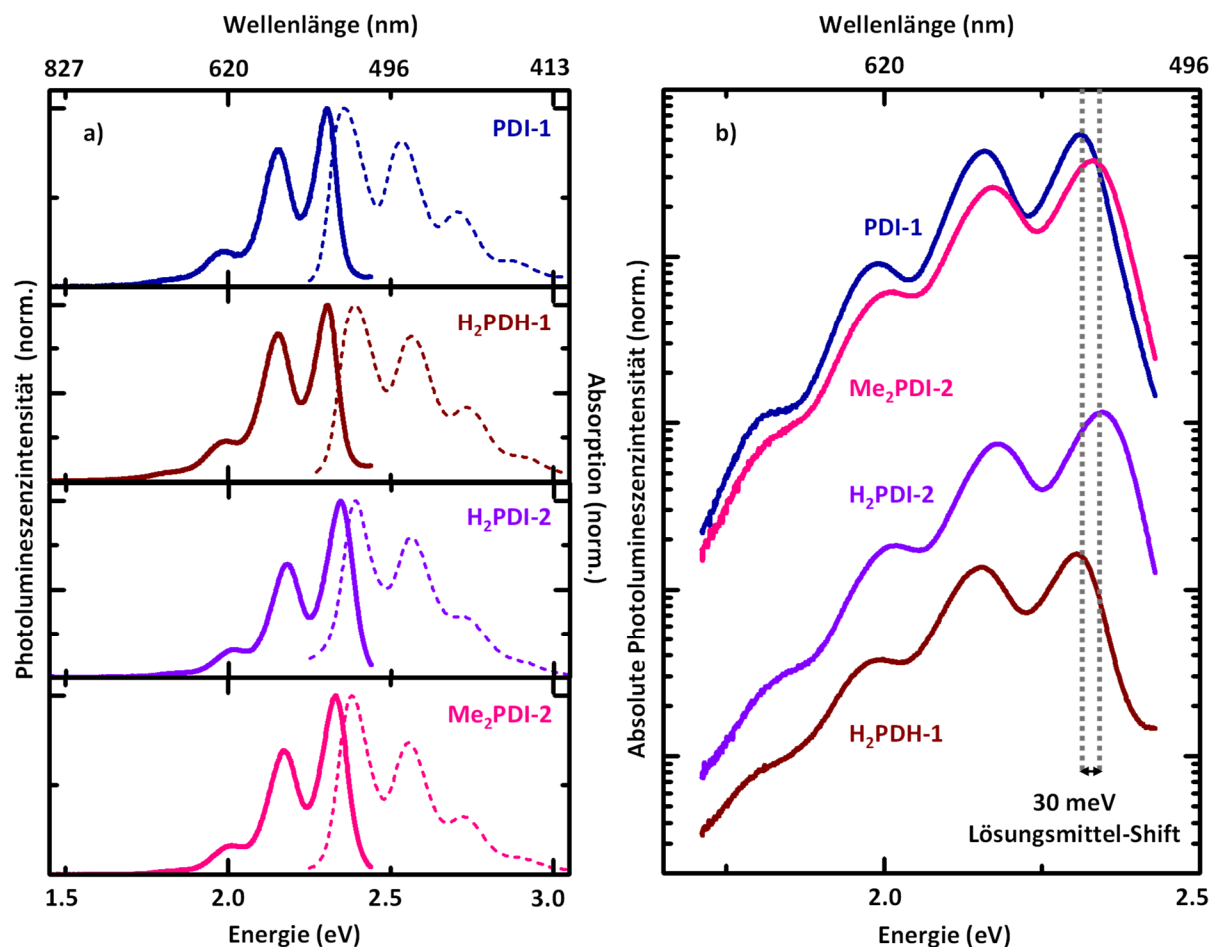 Wellenlänge (nm)
827 620 496 413
a)
PDI-1
H₂PDH-1
H₂PDI-2
Me₂PDI-2
Photolumineszenzintensität (norm.)
Absorption (norm.)
1.5 2.0 2.5 3.0
Energie (eV)
Wellenlänge (nm)
620 496
b)
PDI-1
Me₂PDI-2
H₂PDI-2
H₂PDH-1
30 meV
Lösungsmittel-Shift
Absolute Photolumineszenzintensität (norm.)
2.0 2.5
Energie (eV)